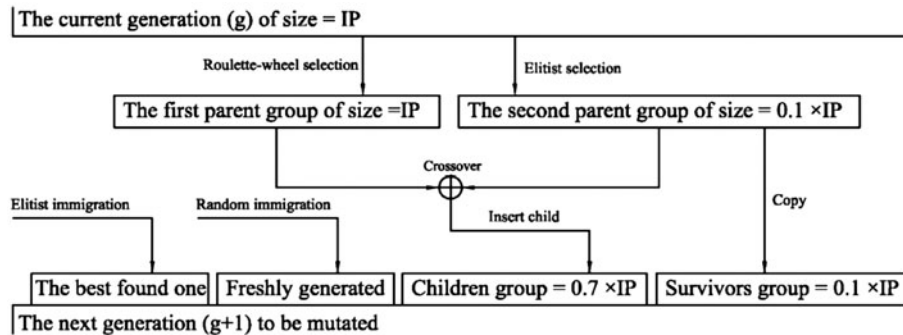 The current generation (g) of size = IP
Roulette-wheel selection
Elitist selection
The first parent group of size =IP
The second parent group of size = 0.1 ×IP
Crossover
Elitist immigration
Random immigration
Insert child
Copy
The best found one
Freshly generated
Children group = 0.7 ×IP
Survivors group = 0.1 ×IP
The next generation (g+1) to be mutated